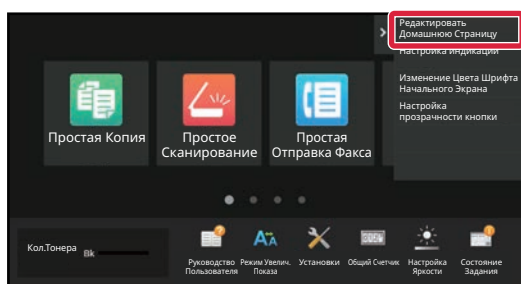 Редактировать
Домашнюю Страницу
Настройка индикации
Изменение Цвета Шрифта
Начального Экрана
Настройка
прозрачности кнопки
Простая Копия
Простое
Сканирование
Простая
Отправка Факса
Кол.Тонера
Bk
Руководство
Пользователя
Режим Увелич.
Показа
Установки
Общий Счетчик
Настройка
Яркости
Состояние
Задания